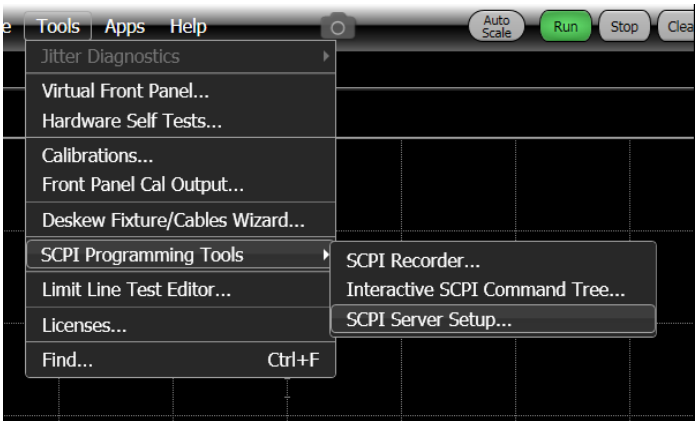 e Tools Apps Help Auto Scale Run Stop Clea
Jitter Diagnostics
Virtual Front Panel...
Hardware Self Tests...
Calibrations...
Front Panel Cal Output...
Deskew Fixture/Cables Wizard...
SCPI Programming Tools
SCPI Recorder...
Interactive SCPI Command Tree...
SCPI Server Setup...
Limit Line Test Editor...
Licenses...
Find... Ctrl+F